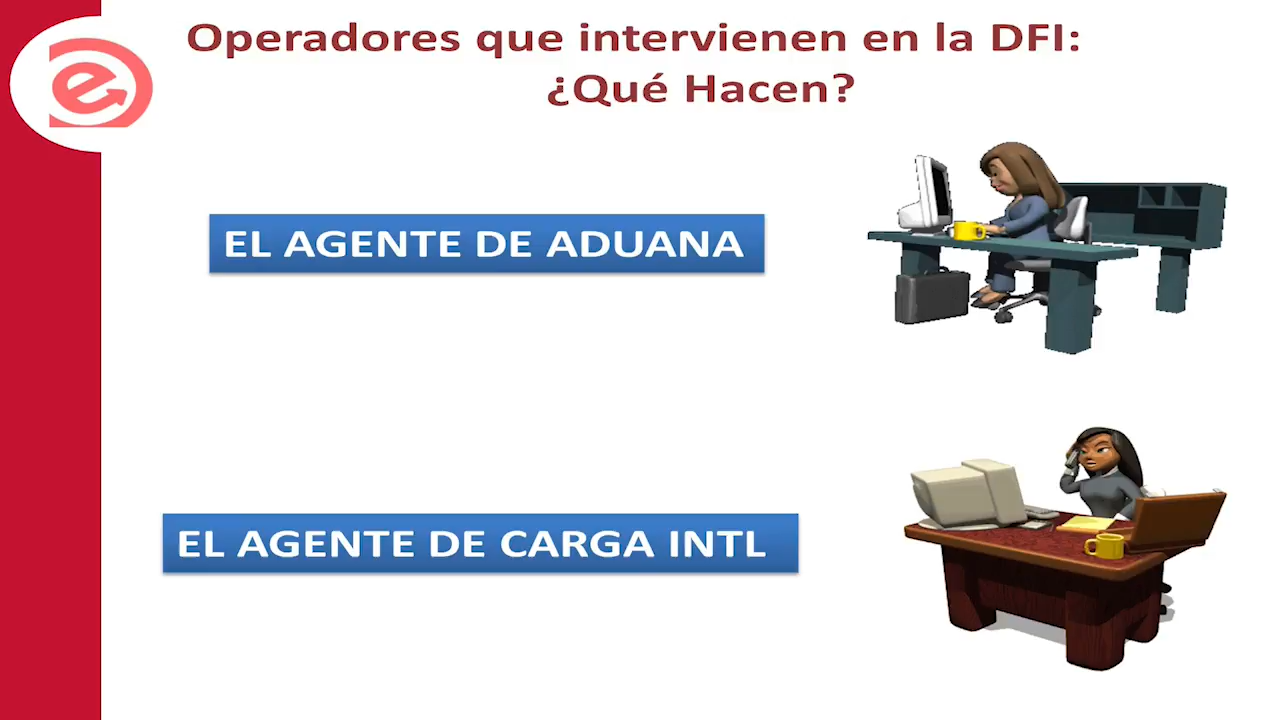 Operadores que intervienen en la DFI:
¿Qué Hacen?
EL AGENTE DE ADUANA
EL AGENTE DE CARGA INTL